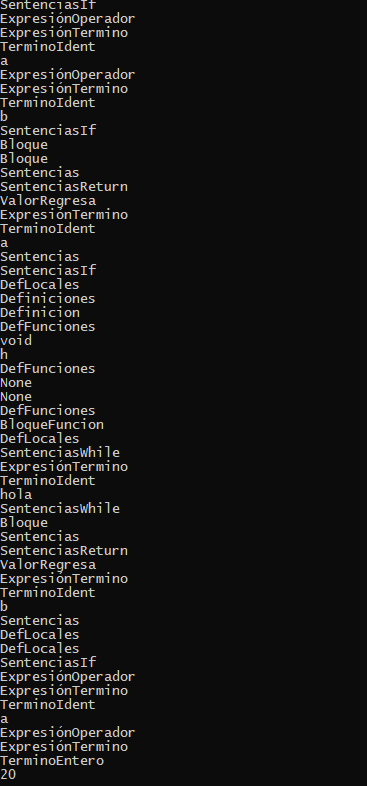 SentenciasIf
ExpresiónOperador
ExpresiónTermino
TerminoIdent
a
ExpresiónOperador
ExpresiónTermino
TerminoIdent
b
SentenciasIf
Bloque
Bloque
Sentencias
SentenciasReturn
ValorRegresa
ExpresiónTermino
TerminoIdent
a
Sentencias
SentenciasIf
DefLocales
Definiciones
Definicion
DefFunciones
void
h
DefFunciones
None
None
DefFunciones
BloqueFuncion
DefLocales
SentenciasWhile
ExpresiónTermino
TerminoIdent
hola
SentenciasWhile
Bloque
Sentencias
SentenciasReturn
ValorRegresa
ExpresiónTermino
TerminoIdent
b
Sentencias
DefLocales
DefLocales
SentenciasIf
ExpresiónOperador
ExpresiónTermino
TerminoIdent
a
ExpresiónOperador
ExpresiónTermino
TerminoEntero
20